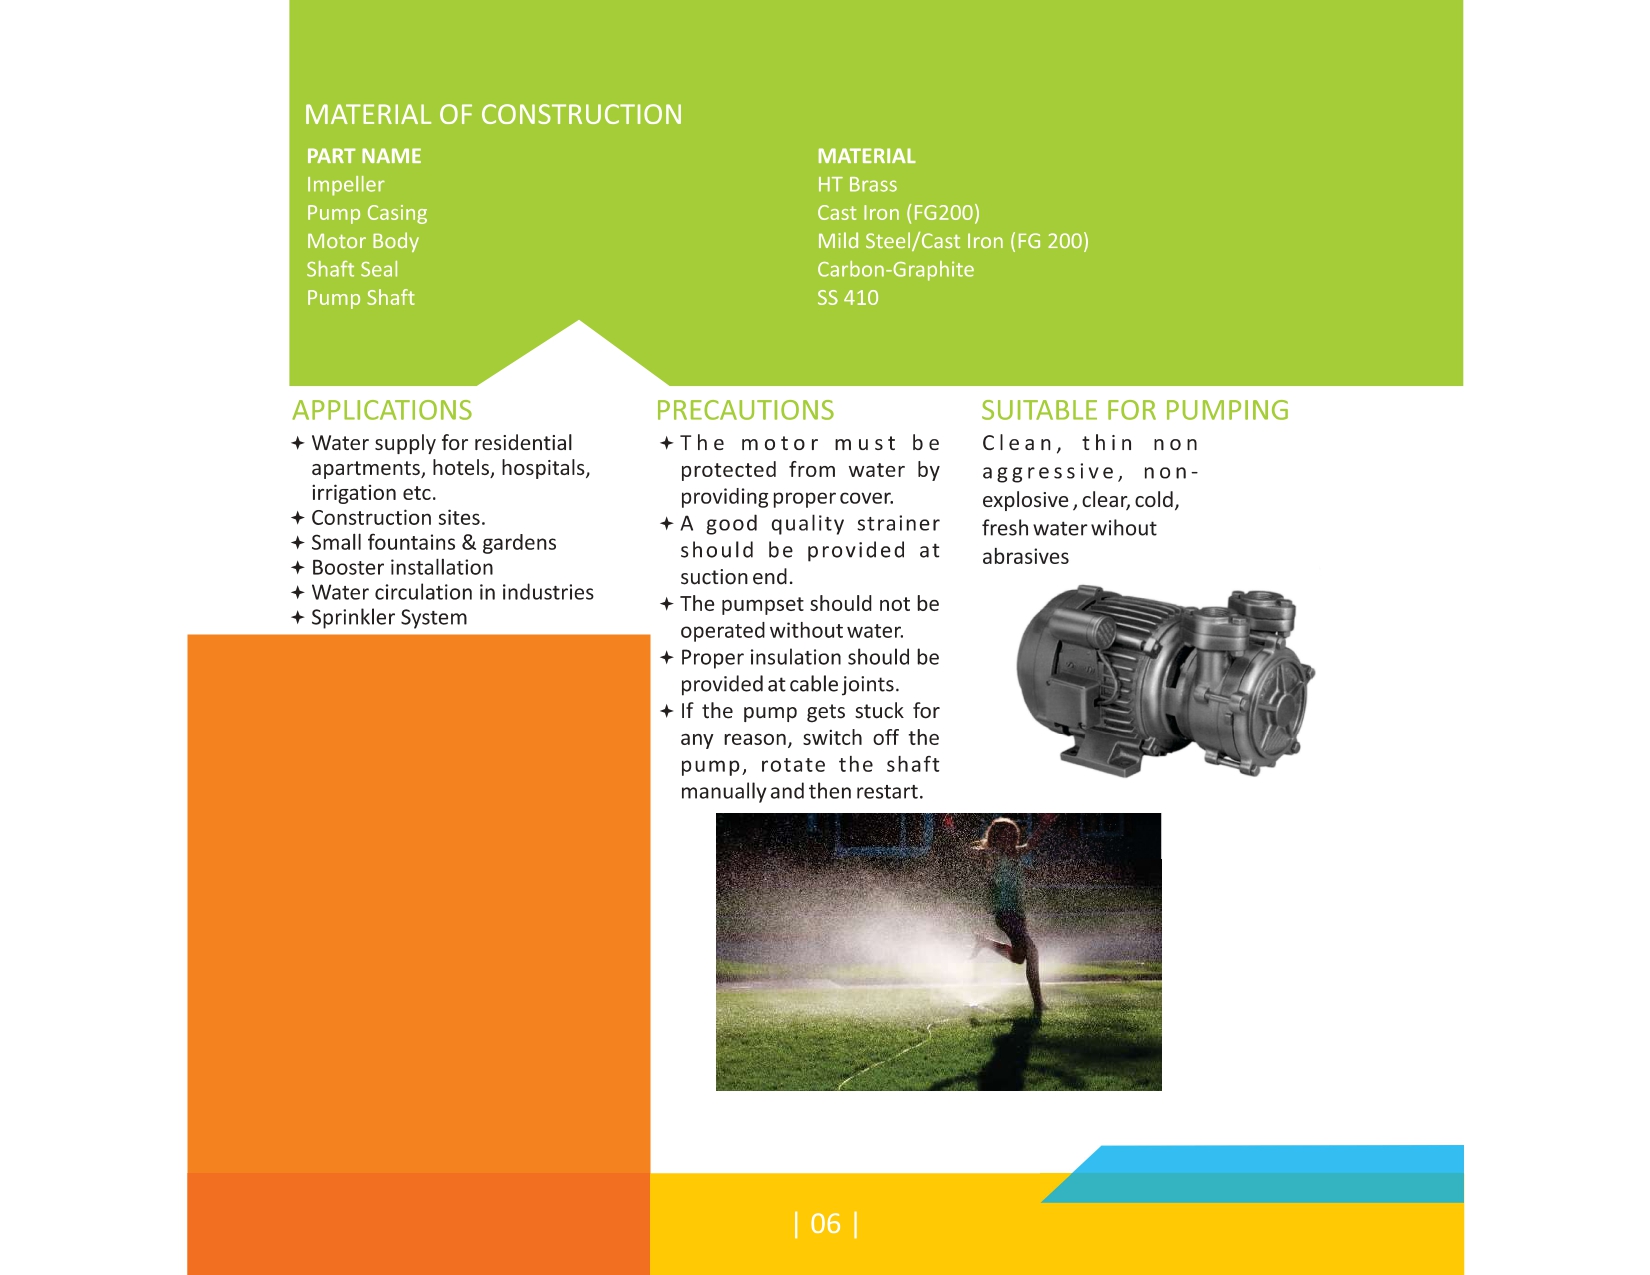 MATERIAL OF CONSTRUCTION
PART NAME MATERIAL
Impeller HT Brass
Pump Casing Cast Iron (FG200)
Motor Body Mild Steel/Cast Iron (FG 200)
Shaft Seal Carbon-Graphite
Pump Shaft SS 410
APPLICATIONS
Water supply for residential
apartments, hotels, hospitals,
irrigation etc.
Construction sites.
Small fountains & gardens
Booster installation
Water circulation in industries
Sprinkler System
PRECAUTIONS
The motor must be
protected from water by
providing proper cover.
A good quality strainer
should be provided at
suction end.
The pumpset should not be
operated without water.
Proper insulation should be
provided at cable joints.
If the pump gets stuck for
any reason, switch off the
pump, rotate the shaft
manually and then restart.
SUITABLE FOR PUMPING
Clean, thin non
aggressive, non-
explosive , clear, cold,
fresh water wihout
abrasives
| 06 |